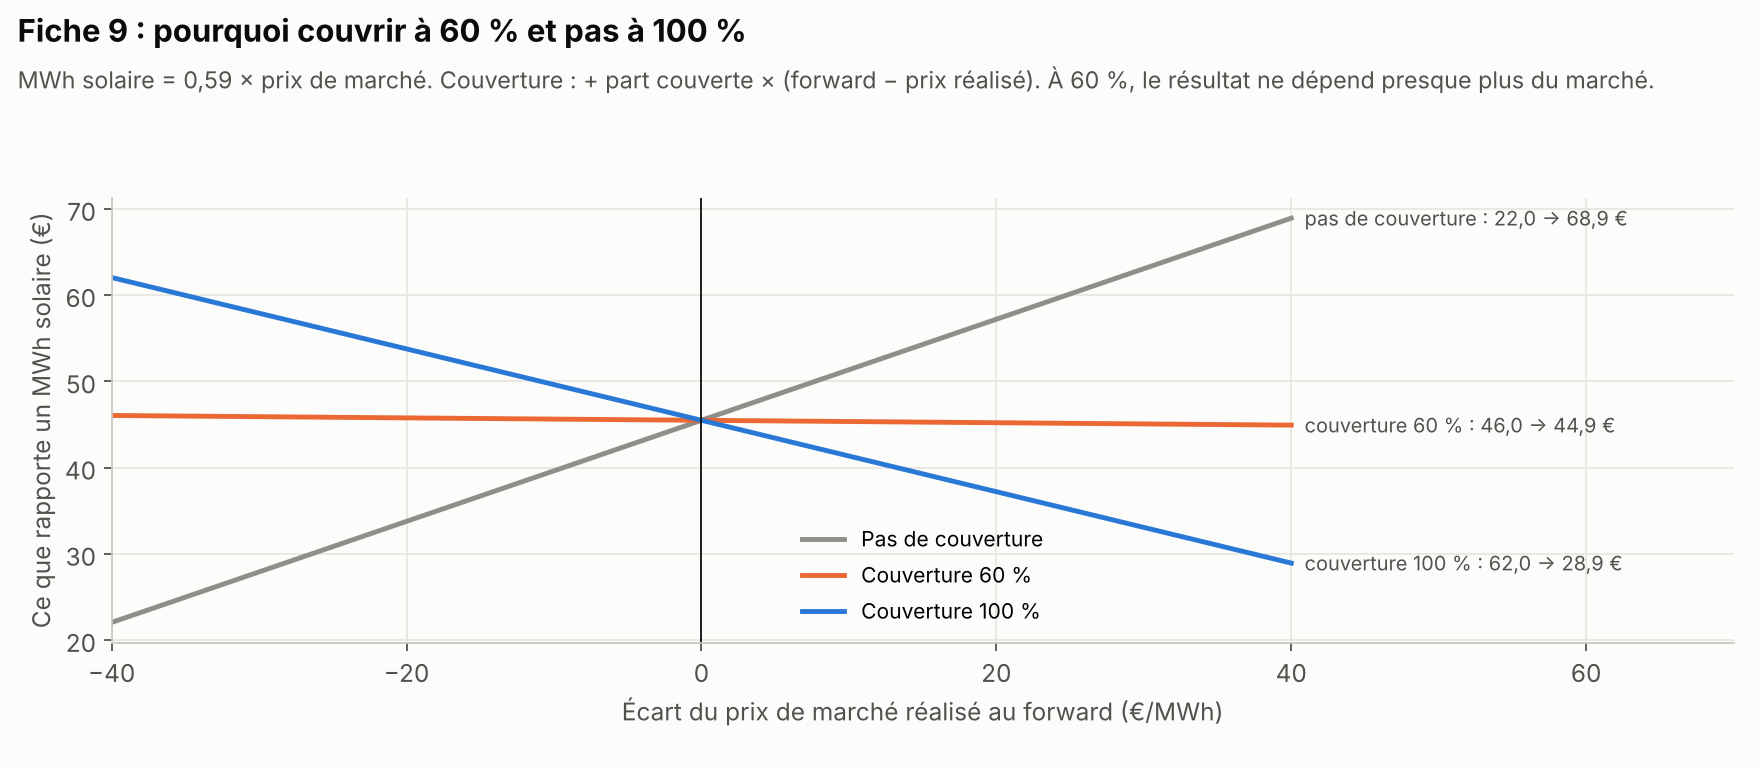 Fiche 9 : pourquoi couvrir à 60 % et pas à 100 %
MWh solaire = 0,59 × prix de marché. Couverture : + part couverte × (forward − prix réalisé). À 60 %, le résultat ne dépend presque plus du marché.
Ce que rapporte un MWh solaire (€)
70
60
50
40
30
20
pas de couverture : 22,0 → 68,9 €
couverture 60 % : 46,0 → 44,9 €
couverture 100 % : 62,0 → 28,9 €
Pas de couverture
Couverture 60 %
Couverture 100 %
−40
−20
0
20
40
60
Écart du prix de marché réalisé au forward (€/MWh)